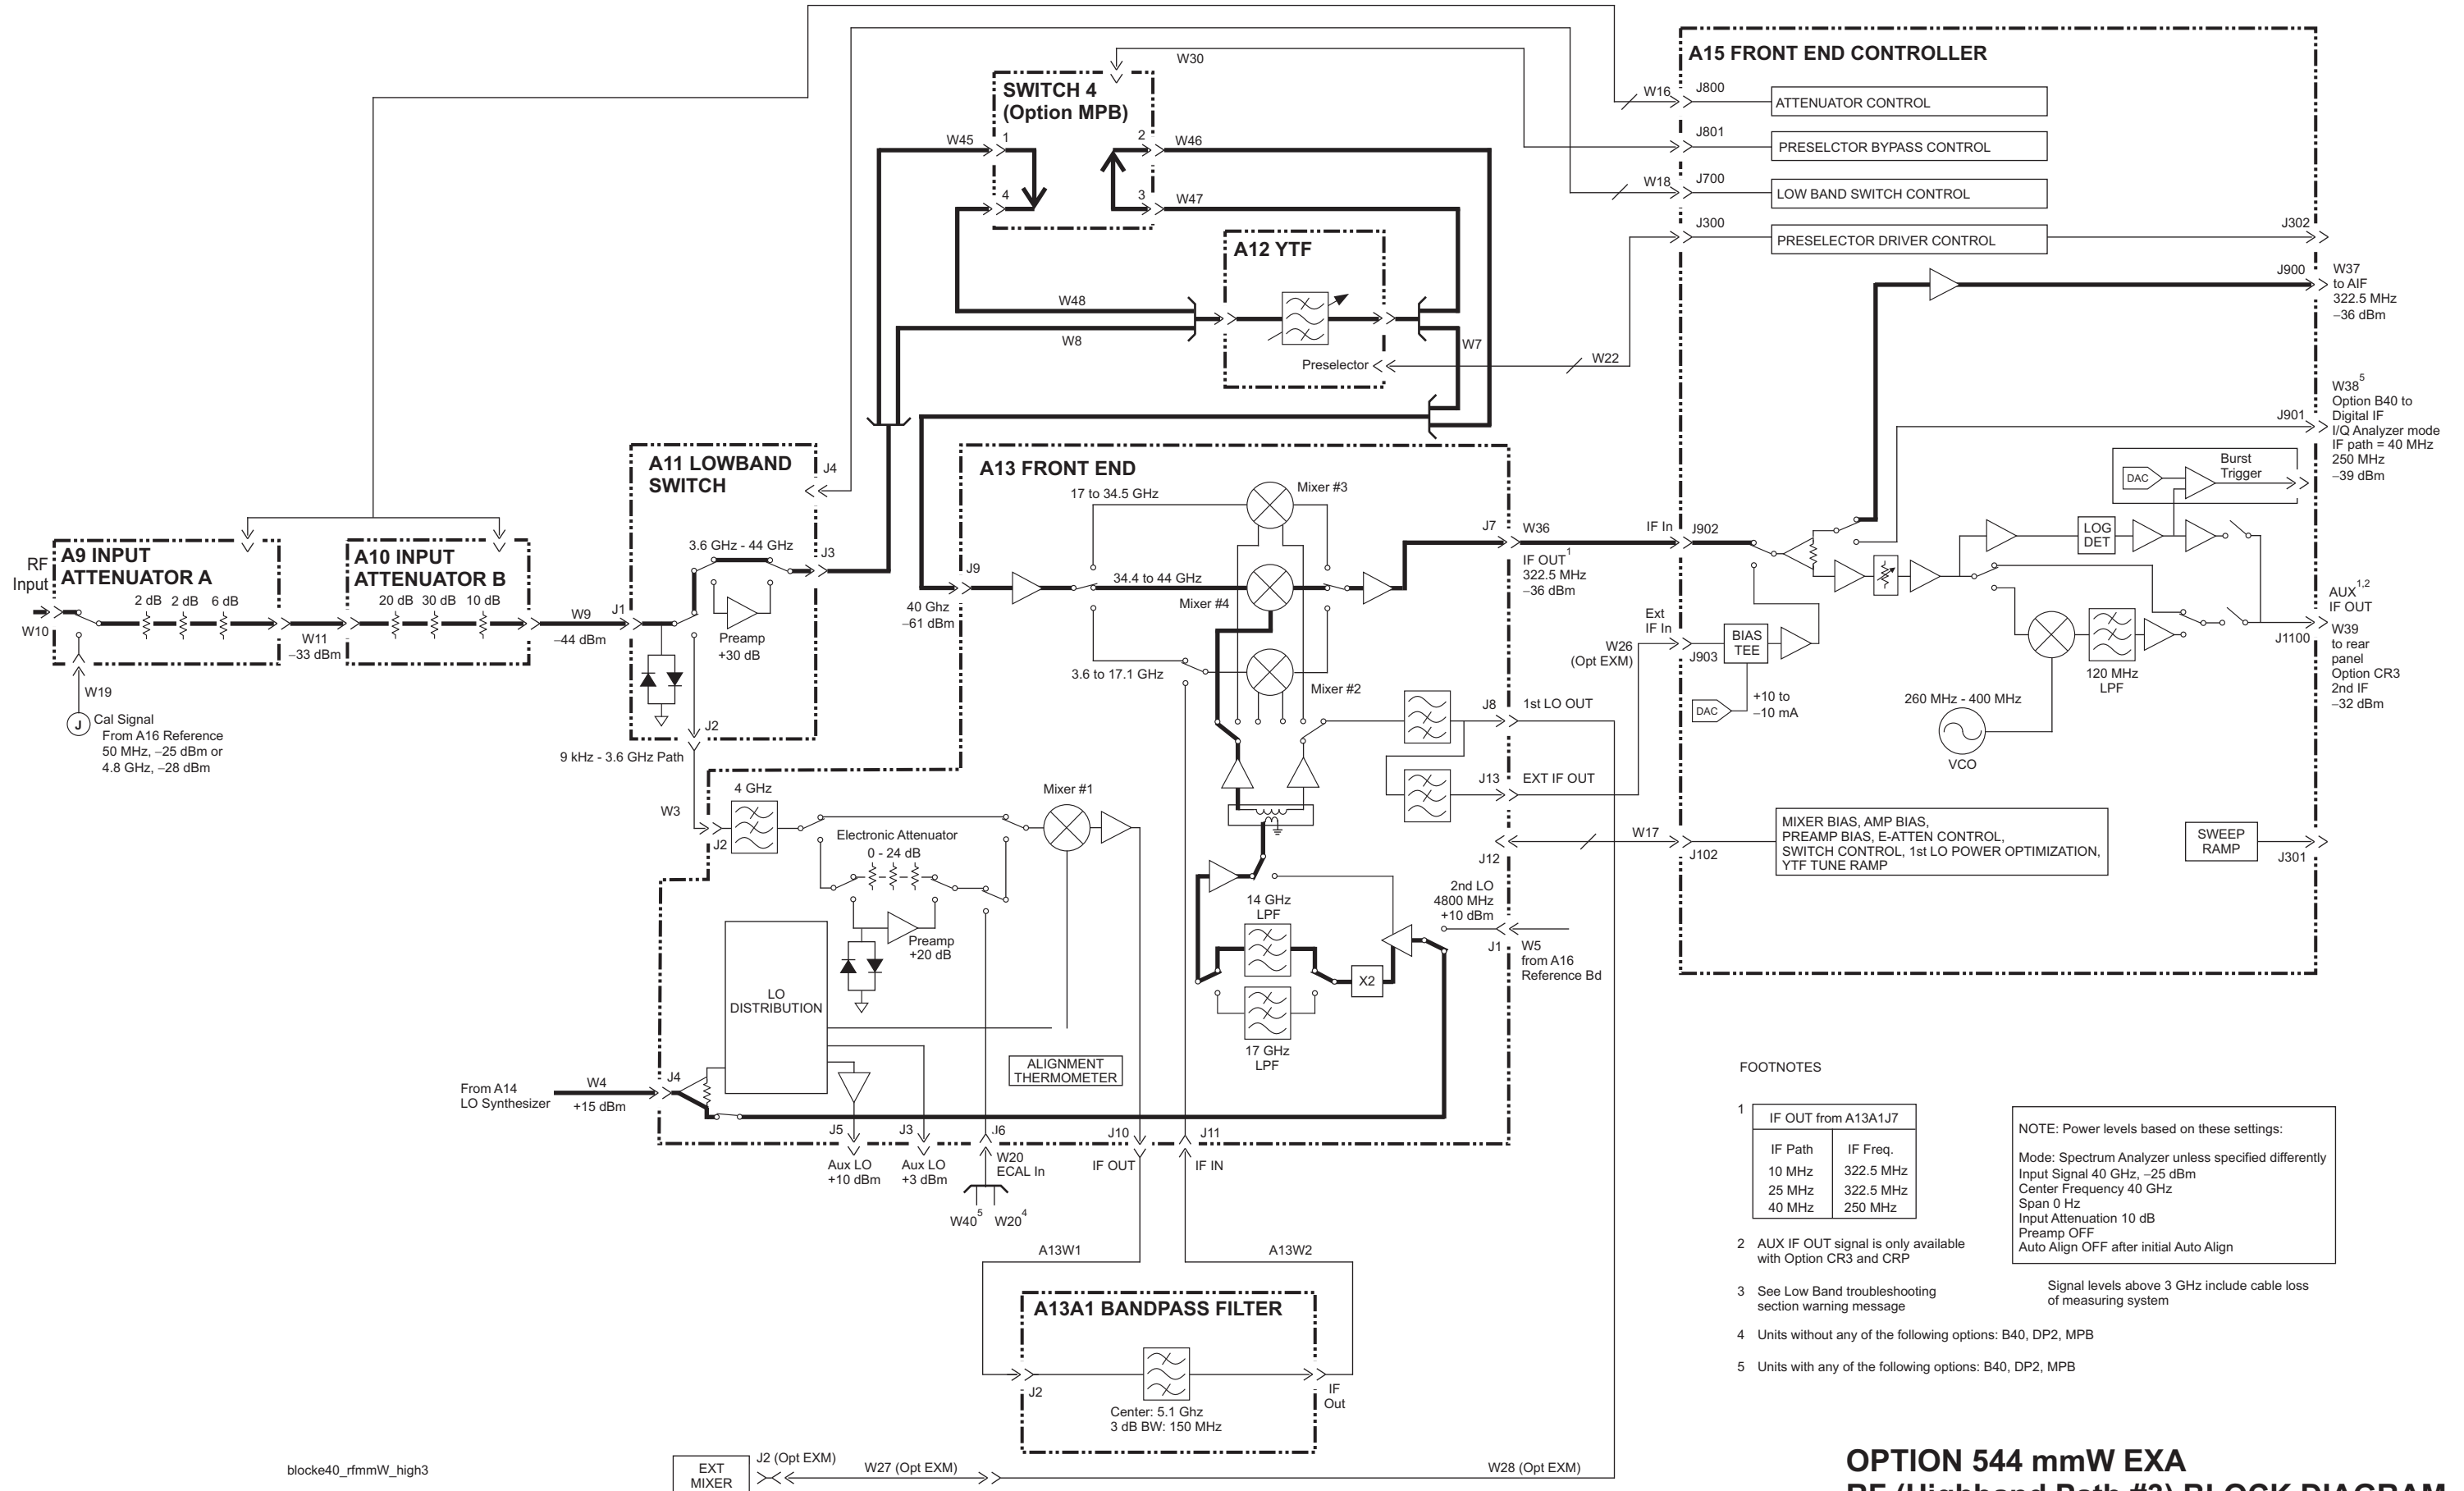 W30
SWITCH 4
(Option MPB)
W45
1
2
W46
4
3
W47
A12 YTF
W48
W8
W7
Preselector
W22
A15 FRONT END CONTROLLER
W16
J800
ATTENUATOR CONTROL
J801
PRESELCTOR BYPASS CONTROL
W18
J700
LOW BAND SWITCH CONTROL
J300
PRESELECTOR DRIVER CONTROL
J302
J900
W37
to AIF
322.5 MHz
–36 dBm
W38 5
Option B40 to
Digital IF
I/Q Analyzer mode
IF path = 40 MHz
250 MHz
–39 dBm
J901
Burst
Trigger
DAC
LOG
DET
IF In
J902
Ext
IF In
W26
(Opt EXM)
J903
BIAS
TEE
DAC
+10 to
–10 mA
260 MHz - 400 MHz
VCO
120 MHz
LPF
AUX 1,2
IF OUT
J1100
W39
to rear
panel
Option CR3
2nd IF
–32 dBm
MIXER BIAS, AMP BIAS,
PREAMP BIAS, E-ATTEN CONTROL,
SWITCH CONTROL, 1st LO POWER OPTIMIZATION,
YTF TUNE RAMP
W17
J102
SWEEP
RAMP
J301
RF
Input
W10
A9 INPUT
ATTENUATOR A
2 dB 2 dB 6 dB
W19
J
Cal Signal
From A16 Reference
50 MHz, –25 dBm or
4.8 GHz, –28 dBm
W11
–33 dBm
A10 INPUT
ATTENUATOR B
20 dB 30 dB 10 dB
W9
–44 dBm
J1
A11 LOWBAND
SWITCH
J4
3.6 GHz - 44 GHz
J3
Preamp
+30 dB
J2
9 kHz - 3.6 GHz Path
A13 FRONT END
17 to 34.5 GHz
Mixer #3
J9
40 Ghz
–61 dBm
34.4 to 44 GHz
Mixer #4
3.6 to 17.1 GHz
Mixer #2
J7
W36
IF OUT 1
322.5 MHz
–36 dBm
J8
1st LO OUT
J13
EXT IF OUT
J12
2nd LO
4800 MHz
+10 dBm
J1
W5
from A16
Reference Bd
14 GHz
LPF
X2
17 GHz
LPF
W3
J2
4 GHz
Mixer #1
Electronic Attenuator
0 - 24 dB
Preamp
+20 dB
LO
DISTRIBUTION
ALIGNMENT
THERMOMETER
From A14
LO Synthesizer
W4
+15 dBm
J4
J5
Aux LO
+10 dBm
J3
Aux LO
+3 dBm
J6
W20
ECAL In
W40 5
W20 4
J10
IF OUT
J11
IF IN
A13W1
A13W2
A13A1 BANDPASS FILTER
J2
IF
Out
Center: 5.1 Ghz
3 dB BW: 150 MHz
EXT
MIXER
J2 (Opt EXM)
W27 (Opt EXM)
W28 (Opt EXM)
blocke40_rfmmW_high3
FOOTNOTES
1
IF OUT from A13A1J7
IF Path IF Freq.
10 MHz 322.5 MHz
25 MHz 322.5 MHz
40 MHz 250 MHz
2 AUX IF OUT signal is only available
with Option CR3 and CRP
3 See Low Band troubleshooting
section warning message
4 Units without any of the following options: B40, DP2, MPB
5 Units with any of the following options: B40, DP2, MPB
NOTE: Power levels based on these settings:
Mode: Spectrum Analyzer unless specified differently
Input Signal 40 GHz, –25 dBm
Center Frequency 40 GHz
Span 0 Hz
Input Attenuation 10 dB
Preamp OFF
Auto Align OFF after initial Auto Align
Signal levels above 3 GHz include cable loss
of measuring system
OPTION 544 mmW EXA
RF (Highband Path #3) BLOCK DIAGRAM